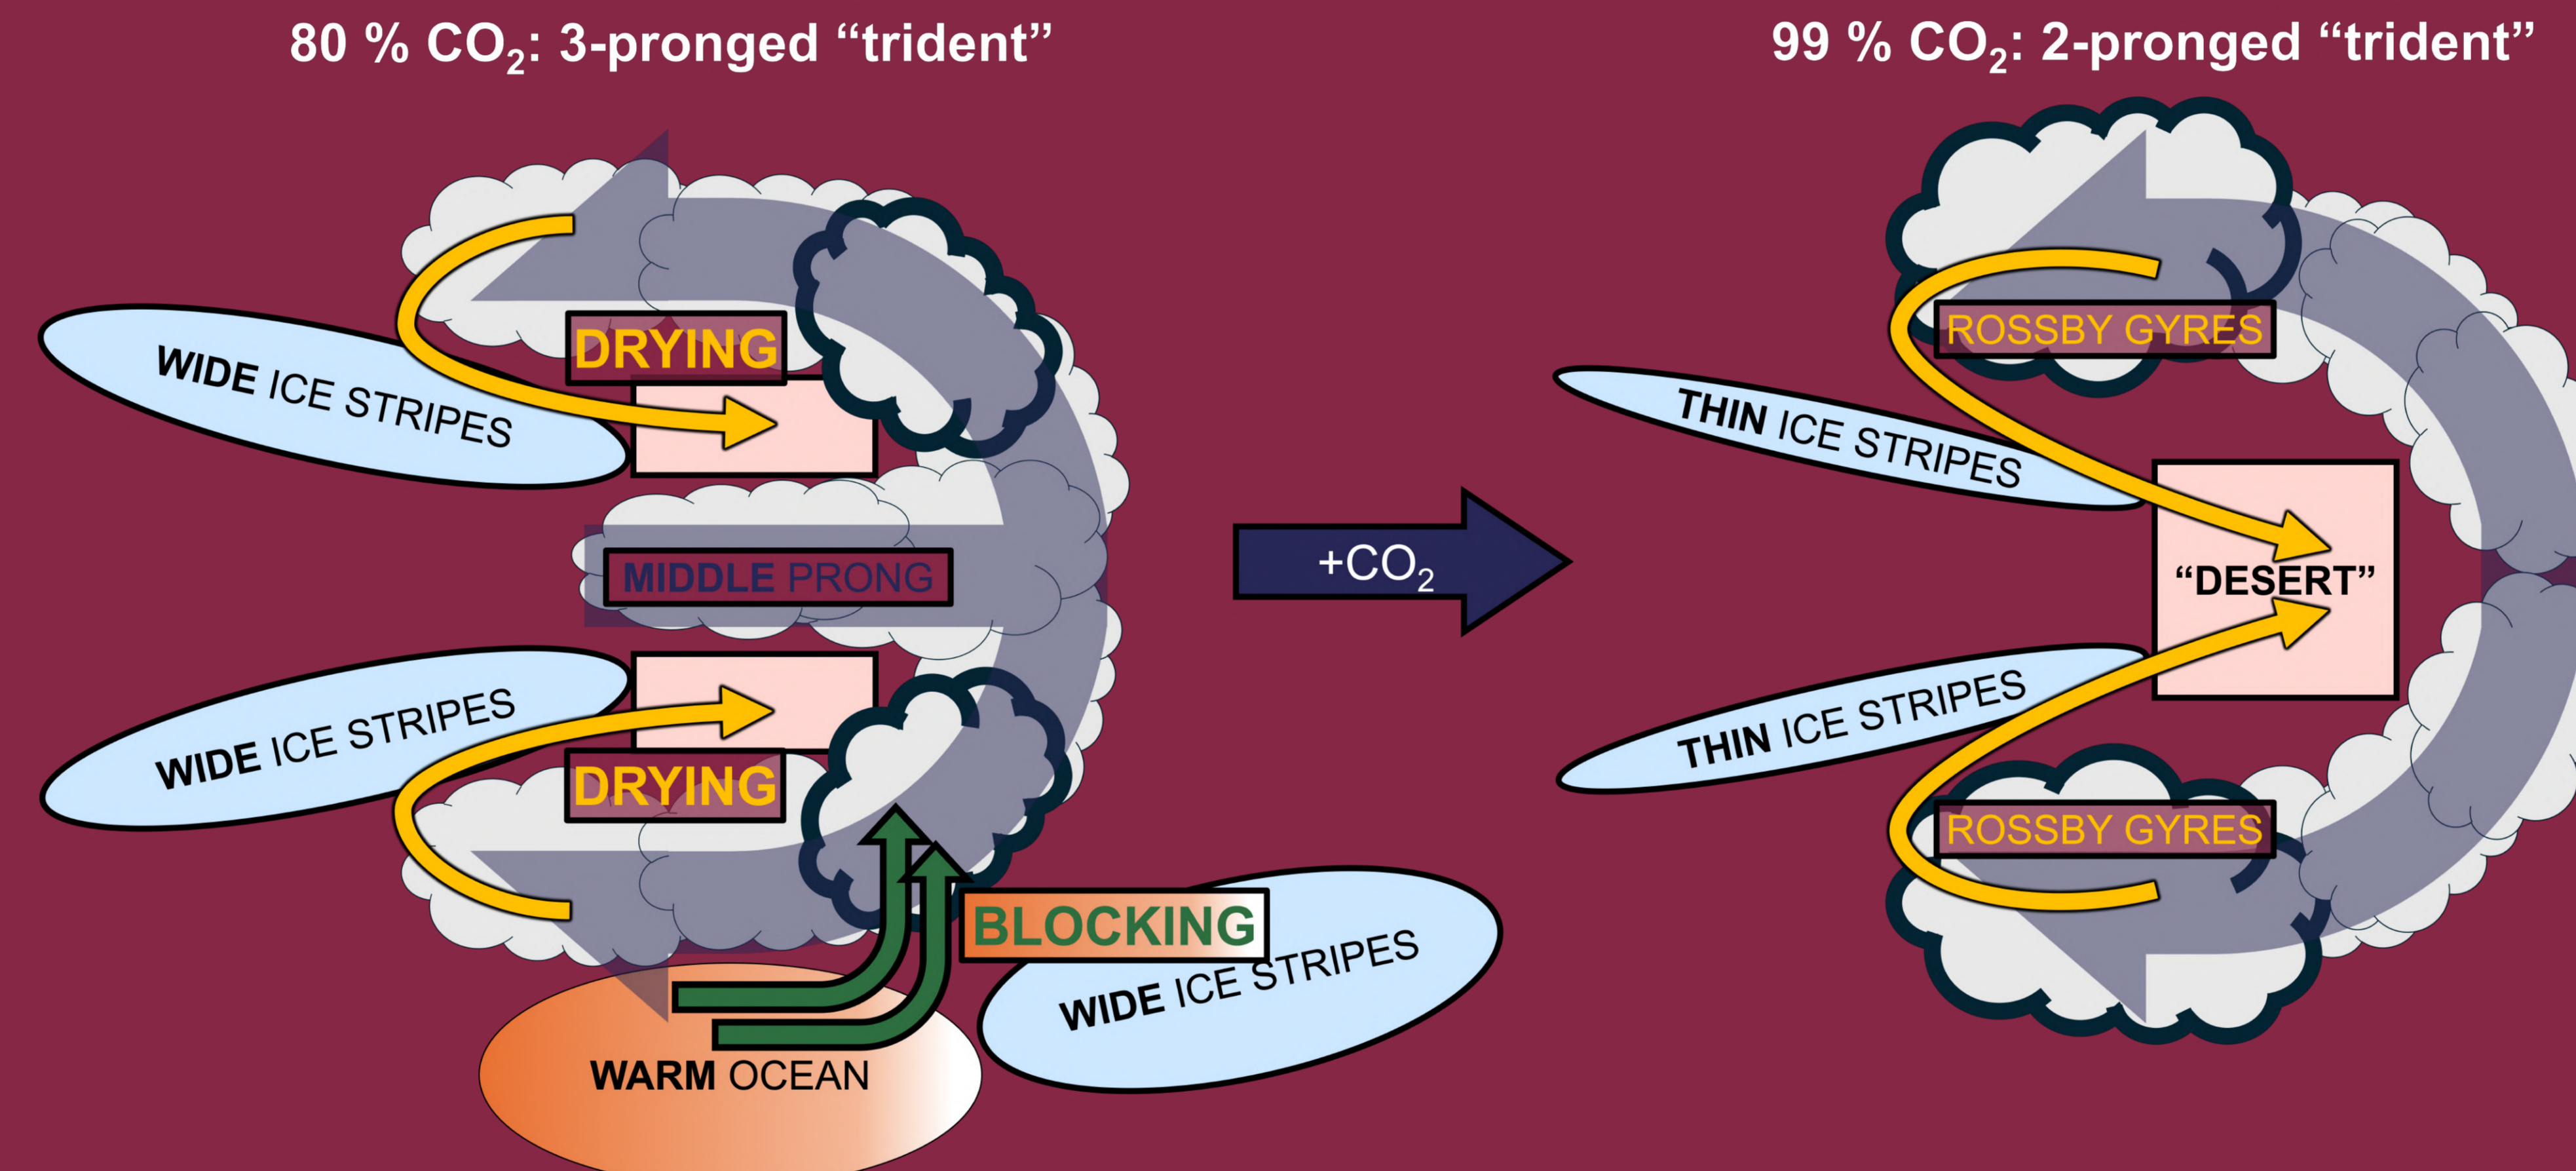 80 % CO₂: 3-pronged “trident”
WIDE ICE STRIPES
DRYING
MIDDLE PRONG
WIDE ICE STRIPES
DRYING
BLOCKING
WIDE ICE STRIPES
WARM OCEAN
+CO₂
99 % CO₂: 2-pronged “trident”
ROSSBY GYRES
THIN ICE STRIPES
“DESERT”
THIN ICE STRIPES
ROSSBY GYRES